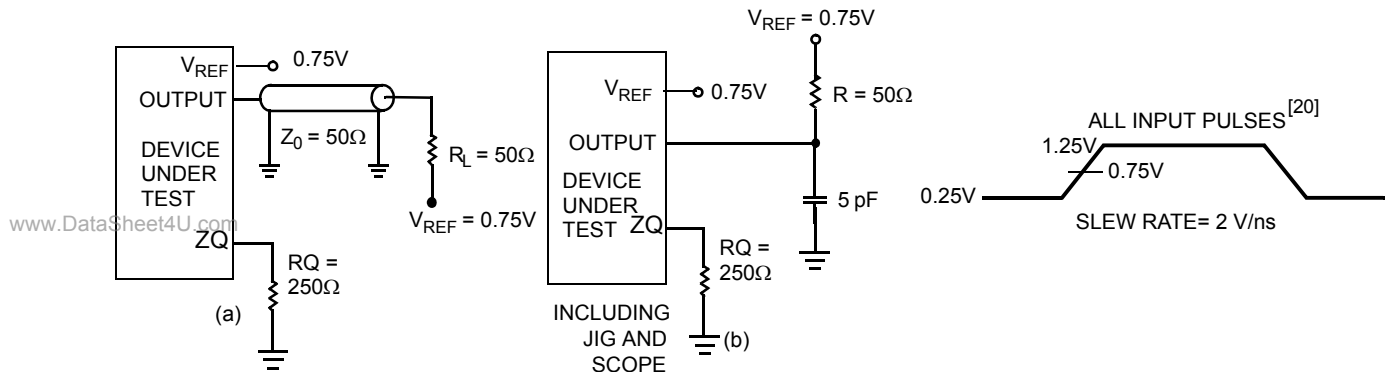 V_REF 0.75V
OUTPUT
Z_0 = 50Ω
DEVICE
UNDER
TEST
R_L = 50Ω
V_REF = 0.75V
www.DataSheet4U.com
ZQ
RQ =
250Ω
(a)
V_REF = 0.75V
V_REF 0.75V
R = 50Ω
OUTPUT
DEVICE
UNDER
TEST
5 pF
ZQ
RQ =
250Ω
INCLUDING
JIG AND
SCOPE
(b)
ALL INPUT PULSES[20]
1.25V
0.75V
0.25V
SLEW RATE= 2 V/ns